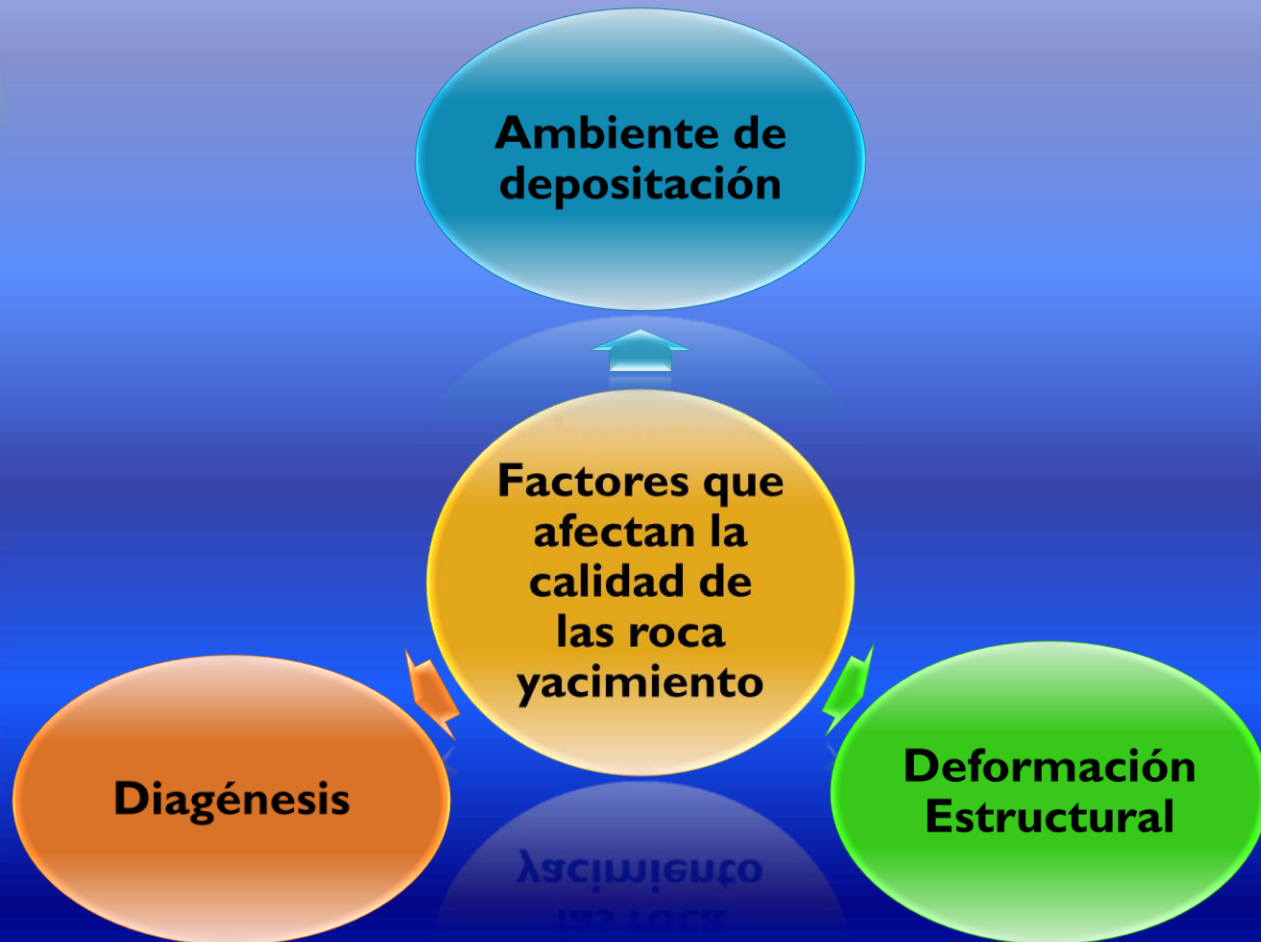 Ambiente de
depositación
Factores que
afectan la
calidad de
las roca
yacimiento
Diagénesis
Deformación
Estructural